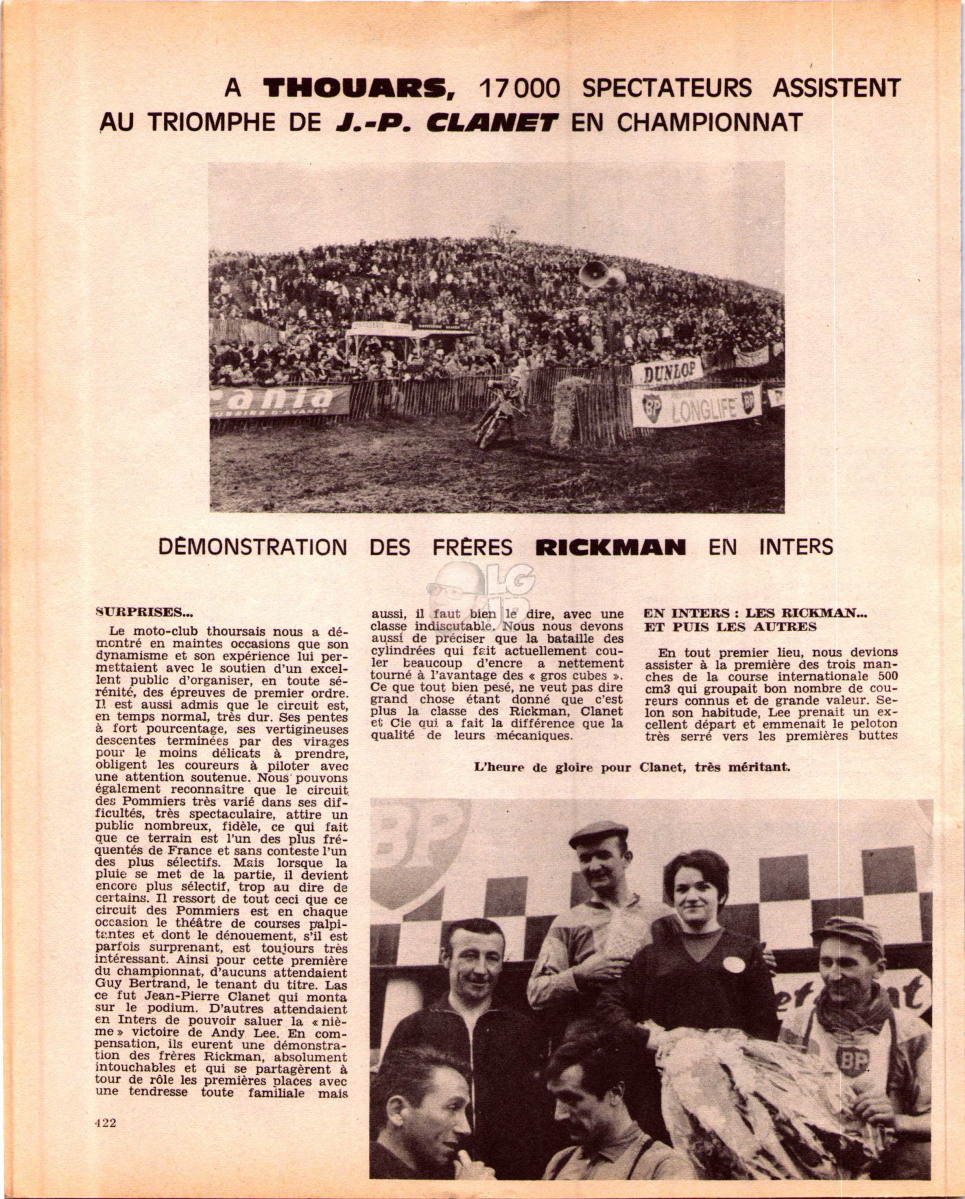 A THOUARS, 17000 SPECTATEURS ASSISTENT
AU TRIOMPHE DE J.-P. CLANET EN CHAMPIONNAT
DUNLOP
BP LONGLIFE BP
ania
D'AVANCE
DÉMONSTRATION DES FRÈRES RICKMAN EN INTERS
LG
SURPRISES...
Le moto-club thoursais nous a dé-
montré en maintes occasions que son
dynamisme et son expérience lui per-
mettaient avec le soutien d'un excel-
lent public d'organiser, en toute sé-
rénité, des épreuves de premier ordre.
Il est aussi admis que le circuit est,
en temps normal, très dur. Ses pentes
à fort pourcentage, ses vertigineuses
descentes terminées par des virages
pour le moins délicats à prendre,
obligent les coureurs à piloter avec
une attention soutenue. Nous pouvons
également reconnaître que le circuit
des Pommiers très varié dans ses dif-
ficultés, très spectaculaire, attire un
public nombreux, fidèle, ce qui fait
que ce terrain est l'un des plus fré-
quentés de France et sans conteste l'un
des plus sélectifs. Mais lorsque la
pluie se met de la partie, il devient
encore plus sélectif, trop au dire de
certains. Il ressort de tout ceci que ce
circuit des Pommiers est en chaque
occasion le théâtre de courses palpi-
tantes et dont le dénouement, s'il est
parfois surprenant, est toujours très
intéressant. Ainsi pour cette première
du championnat, d'aucuns attendaient
Guy Bertrand, le tenant du titre. Las
ce fut Jean-Pierre Clanet qui monta
sur le podium. D'autres attendaient
en Inters de pouvoir saluer la « niè-
me » victoire de Andy Lee. En com-
pensation, ils eurent une démonstra-
tion des frères Rickman, absolument
intouchables et qui se partagèrent à
tour de rôle les premières places avec
une tendresse toute familiale mais
aussi, il faut bien le dire, avec une
classe indiscutable. Nous nous devons
aussi de préciser que la bataille des
cylindrées qui fait actuellement cou-
ler beaucoup d'encre a nettement
tourné à l'avantage des « gros cubes ».
Ce que tout bien pesé, ne veut pas dire
grand chose étant donné que c'est
plus la classe des Rickman, Clanet
et Cie qui a fait la différence que la
qualité de leurs mécaniques.
EN INTERS : LES RICKMAN...
ET PUIS LES AUTRES
En tout premier lieu, nous devions
assister à la première des trois man-
ches de la course internationale 500
cm3 qui groupait bon nombre de cou-
reurs connus et de grande valeur. Se-
lon son habitude, Lee prenait un ex-
cellent départ et emmenait le peloton
très serré vers les premières buttes
L'heure de gloire pour Clanet, très méritant.
BP
BP
422